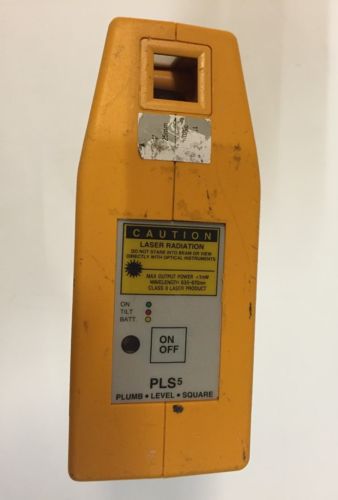 CAUTION
LASER RADIATION
DO NOT STARE INTO BEAM OR VIEW
DIRECTLY WITH OPTICAL INSTRUMENTS
MAX OUTPUT POWER <1mW
WAVELENGTH 635-670nm
CLASS II LASER PRODUCT
ON
TILT
BATT.
ON
OFF
PLS5
PLUMB • LEVEL • SQUARE